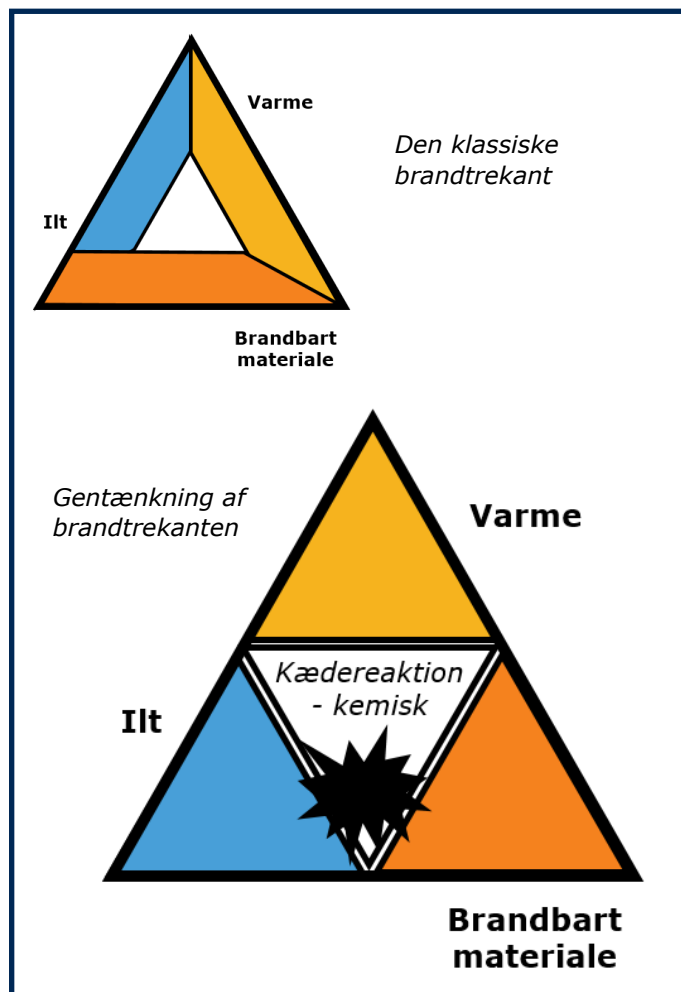 Varme
Den klassiske
brandtrekant
Ilt
Brandbart
materiale
Gentænkning af
brandtrekanten
Varme
Kædereaktion
- kemisk
Ilt
Brandbart
materiale